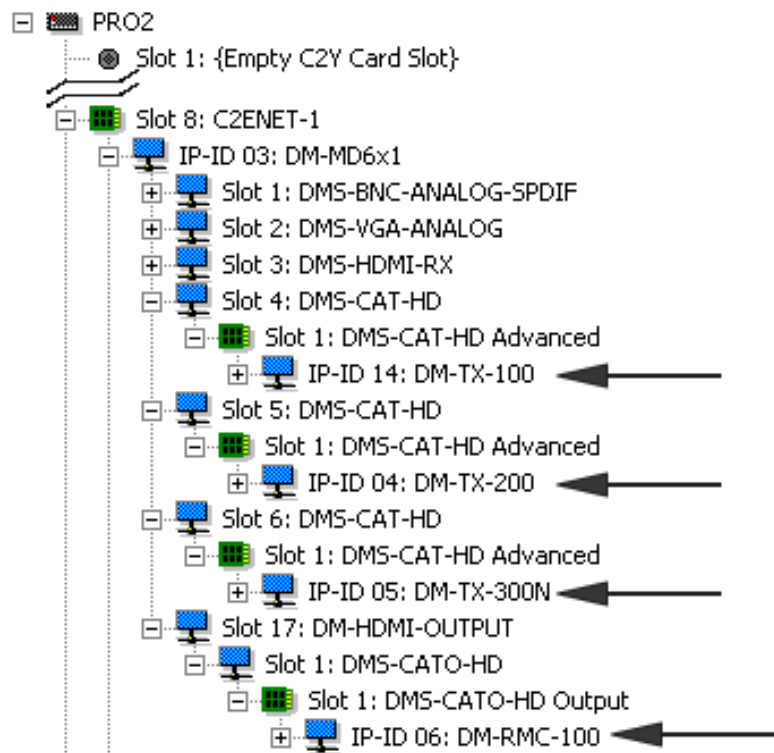 PRO2
Slot 1: {Empty C2Y Card Slot}
Slot 8: C2ENET-1
IP-ID 03: DM-MD6x1
Slot 1: DMS-BNC-ANALOG-SPDIF
Slot 2: DMS-VGA-ANALOG
Slot 3: DMS-HDMI-RX
Slot 4: DMS-CAT-HD
Slot 1: DMS-CAT-HD Advanced
IP-ID 14: DM-TX-100
Slot 5: DMS-CAT-HD
Slot 1: DMS-CAT-HD Advanced
IP-ID 04: DM-TX-200
Slot 6: DMS-CAT-HD
Slot 1: DMS-CAT-HD Advanced
IP-ID 05: DM-TX-300N
Slot 17: DM-HDMI-OUTPUT
Slot 1: DMS-CATO-HD
Slot 1: DMS-CATO-HD Output
IP-ID 06: DM-RMC-100